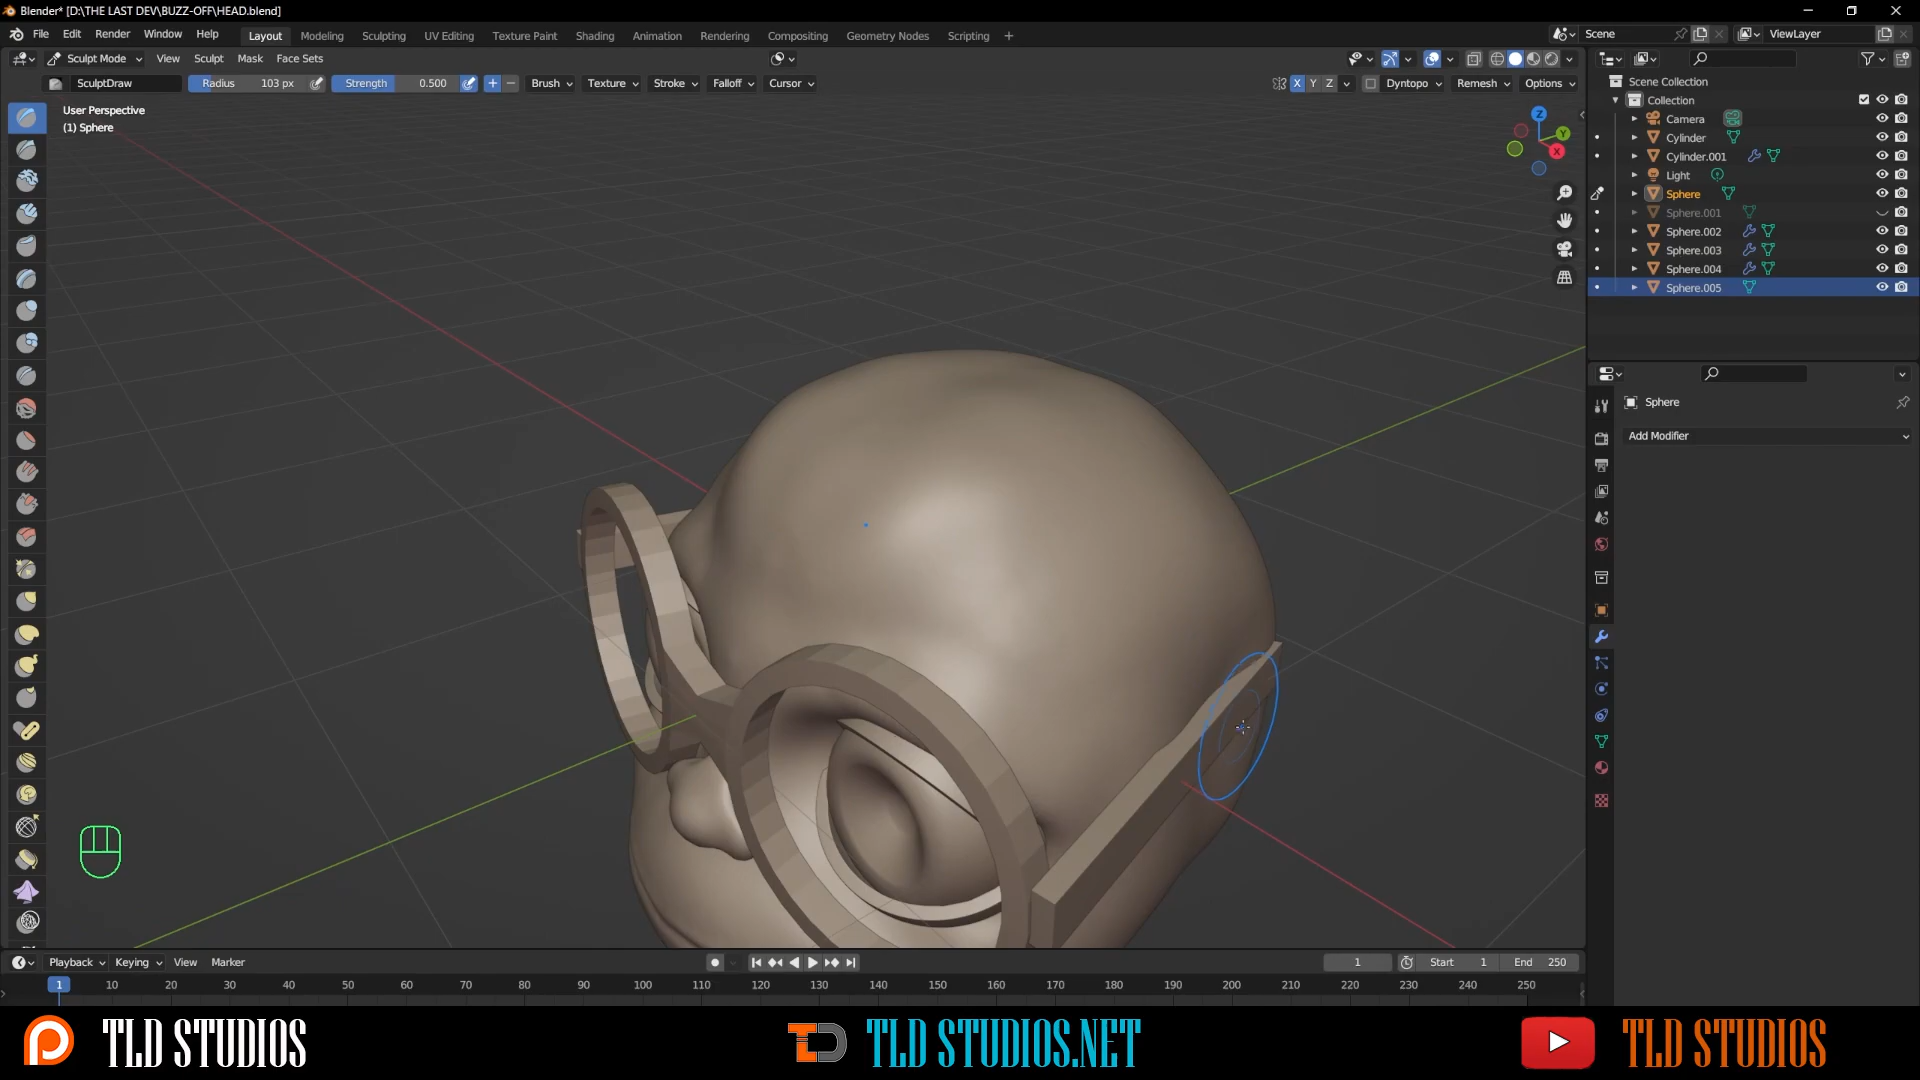 Blender* [D:\THE LAST DEV\BUZZ-OFF\HEAD.blend]
File Edit Render Window Help Layout Modeling Sculpting UV Editing Texture Paint Shading Animation Rendering Compositing Geometry Nodes Scripting + Scene ViewLayer
Sculpt Mode View Sculpt Mask Face Sets
SculptDraw Radius 103 px Strength 0.500 Brush Texture Stroke Falloff Cursor X Y Z Dyntopo Remesh Options
User Perspective
(1) Sphere
Z
Y
X
Scene Collection
Collection
Camera
Cylinder
Cylinder.001
Light
Sphere
Sphere.001
Sphere.002
Sphere.003
Sphere.004
Sphere.005
Sphere
Add Modifier
Playback Keying View Marker 1 Start 1 End 250
1 10 20 30 40 50 60 70 80 90 100 110 120 130 140 150 160 170 180 190 200 210 220 230 240 250
TLD STUDIOS TLD STUDIOS.NET TLD STUDIOS